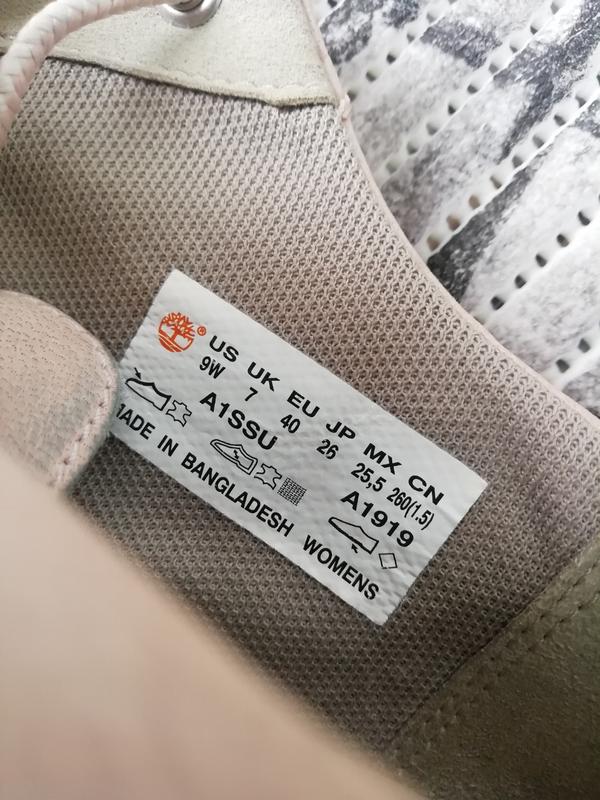 ® US UK EU JP MX CN
9W 7 40 26 25,5 260(1.5)
A1SSU A1919
MADE IN BANGLADESH WOMENS